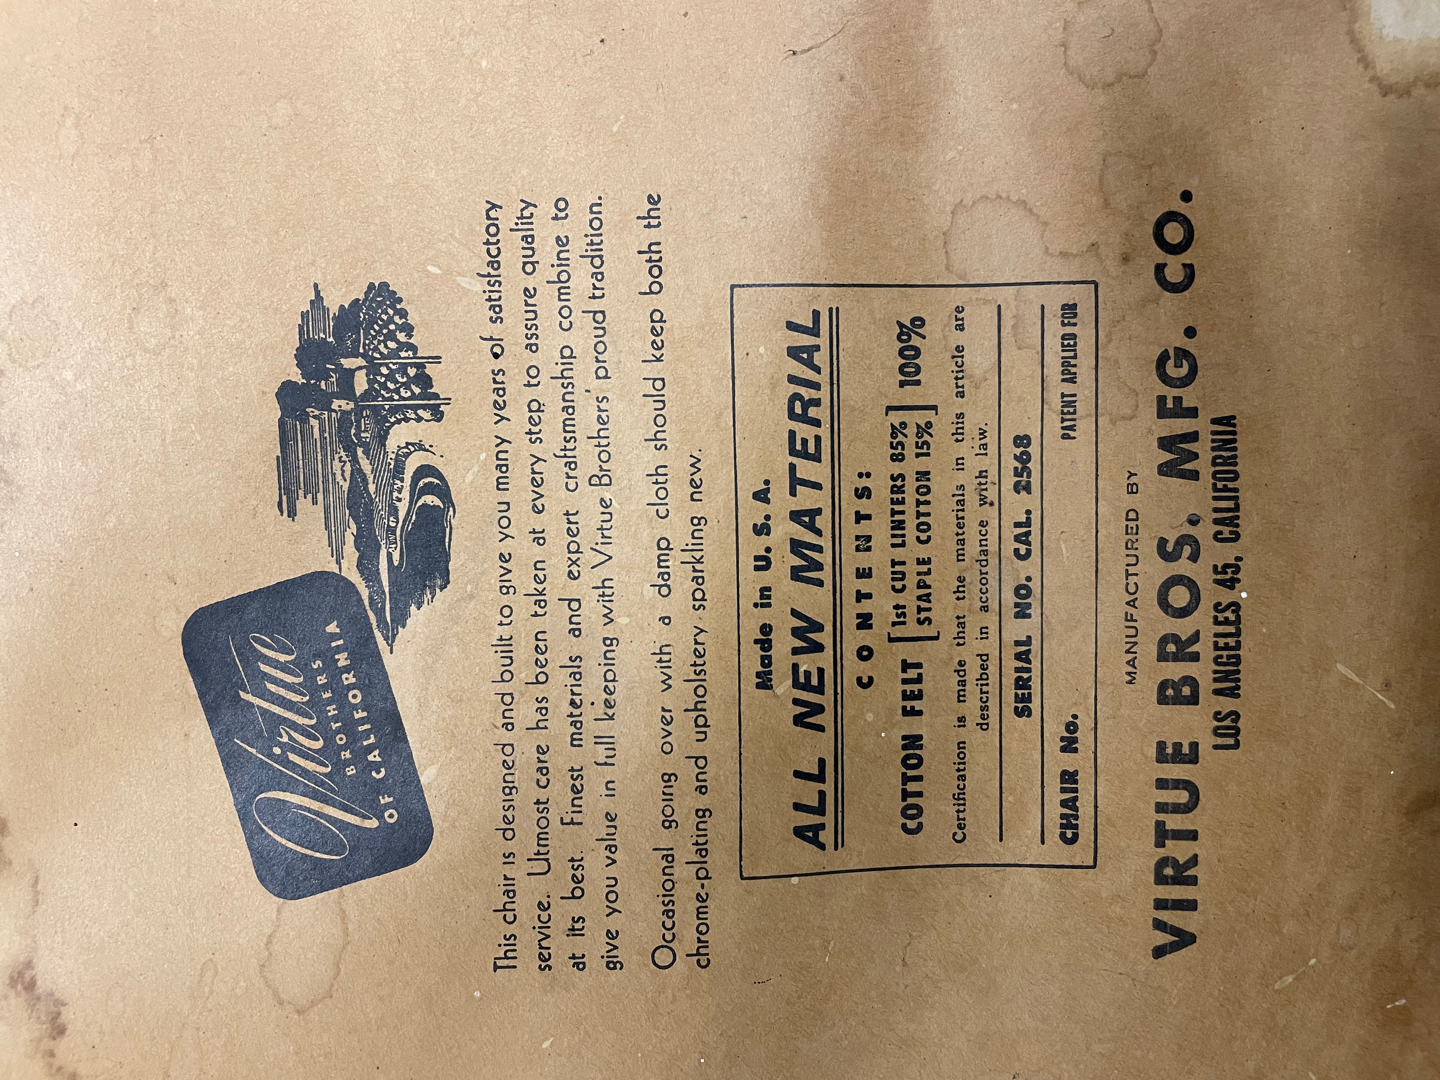 Virtue
BROTHERS
OF CALIFORNIA
This chair is designed and built to give you many years of satisfactory
service. Utmost care has been taken at every step to assure quality
at its best. Finest materials and expert craftsmanship combine to
give you value in full keeping with Virtue Brothers' proud tradition.
Occasional going over with a damp cloth should keep both the
chrome-plating and upholstery sparkling new.
Made in U. S. A.
ALL NEW MATERIAL
CONTENTS:
COTTON FELT [1st CUT LINTERS 85% STAPLE COTTON 15%] 100%
Certification is made that the materials in this article are
described in accordance with law.
SERIAL NO. CAL. 2568
CHAIR No. PATENT APPLIED FOR
MANUFACTURED BY
VIRTUE BROS. MFG. CO.
LOS ANGELES 45, CALIFORNIA